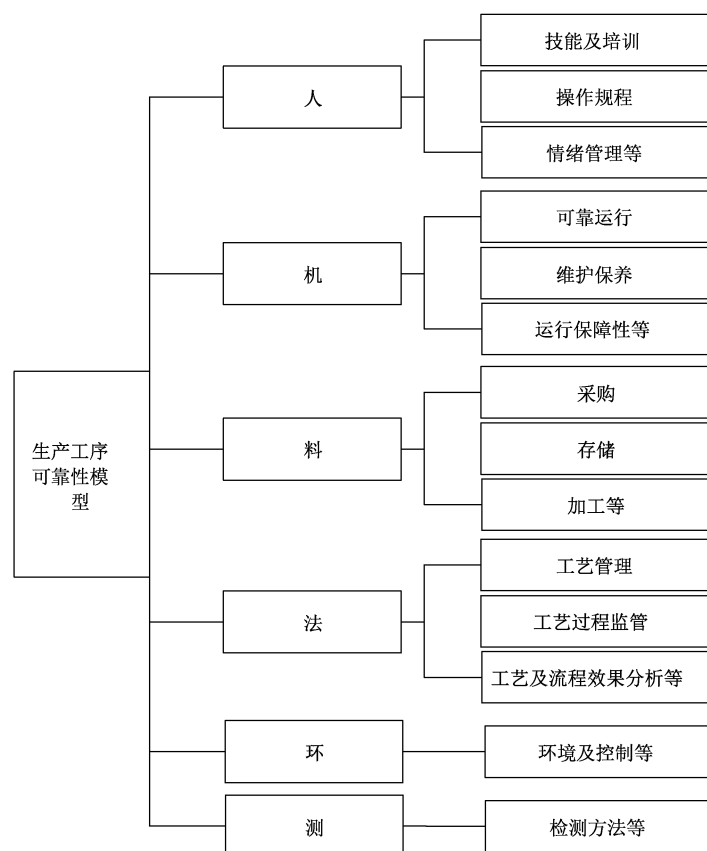 技能及培训
人
操作规程
情绪管理等
可靠运行
机
维护保养
运行保障性等
采购
生产工序
可靠性模
型
料
存储
加工等
工艺管理
法
工艺过程监管
工艺及流程效果分析等
环
环境及控制等
测
检测方法等